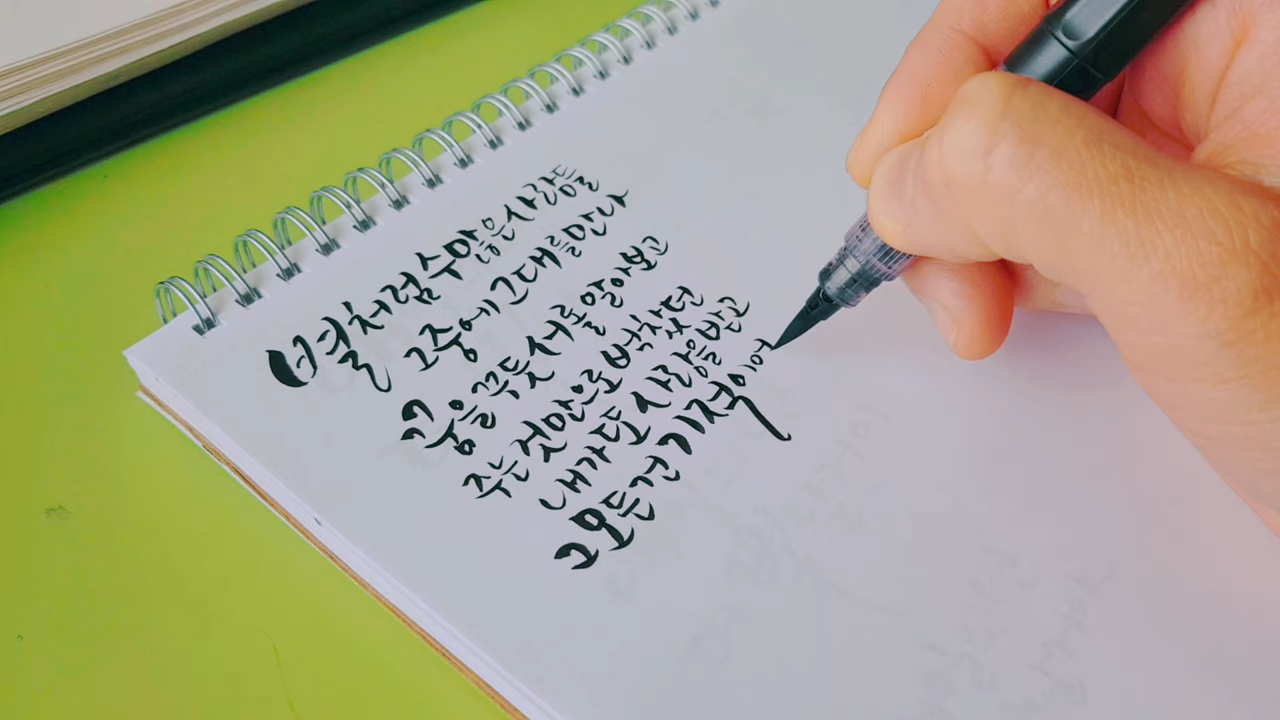 별처럼 수많은 사람들
그중에 그대를 만나
꿈을 꾸듯 서롤 알아보고
주는 것만으로 벅찼던
내가 또 사랑을 받고
그 모든 건 기적이어